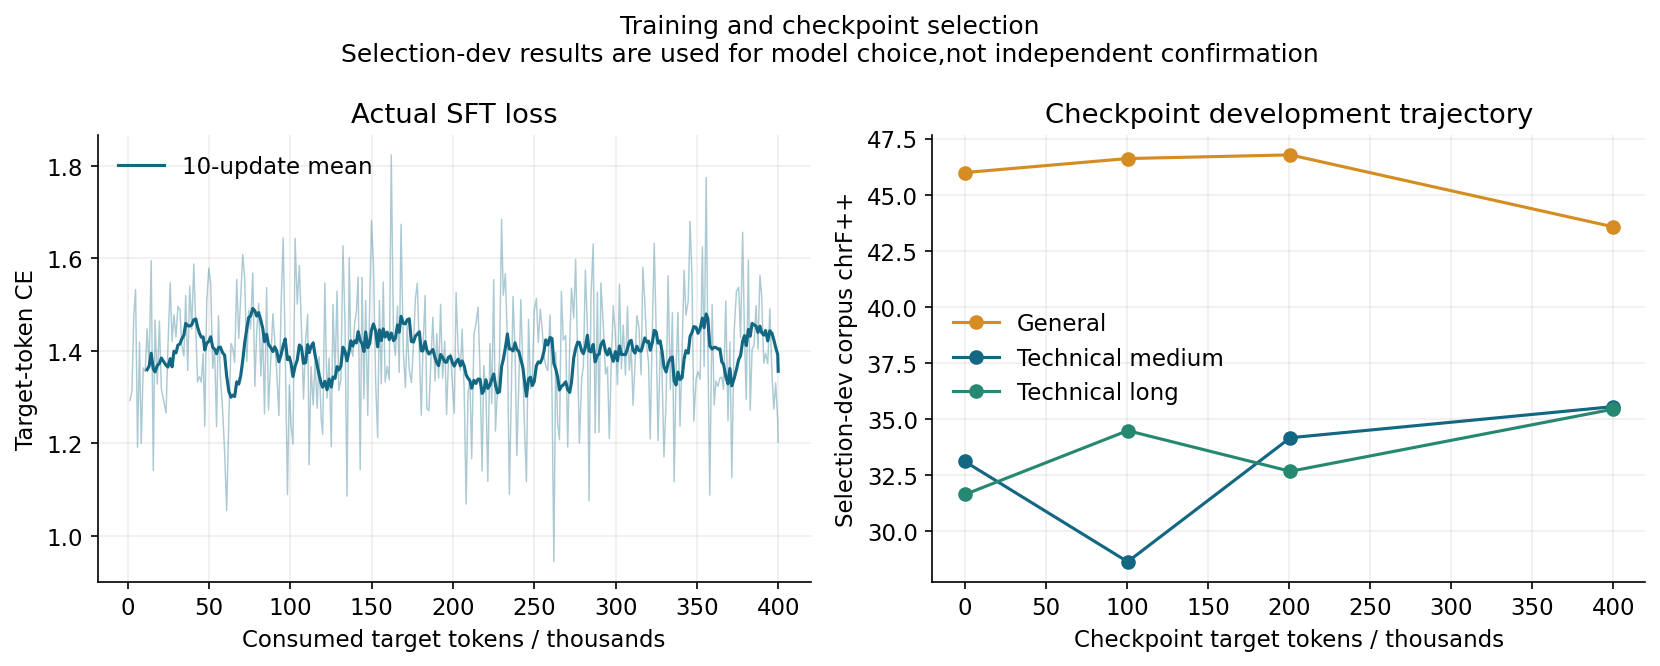 Training and checkpoint selection
Selection-dev results are used for model choice,not independent confirmation
Actual SFT loss
10-update mean
1.8
1.6
1.4
1.2
1.0
Target-token CE
0 50 100 150 200 250 300 350 400
Consumed target tokens / thousands
Checkpoint development trajectory
47.5
45.0
42.5
40.0
37.5
35.0
32.5
30.0
Selection-dev corpus chrF++
General
Technical medium
Technical long
0 50 100 150 200 250 300 350 400
Checkpoint target tokens / thousands